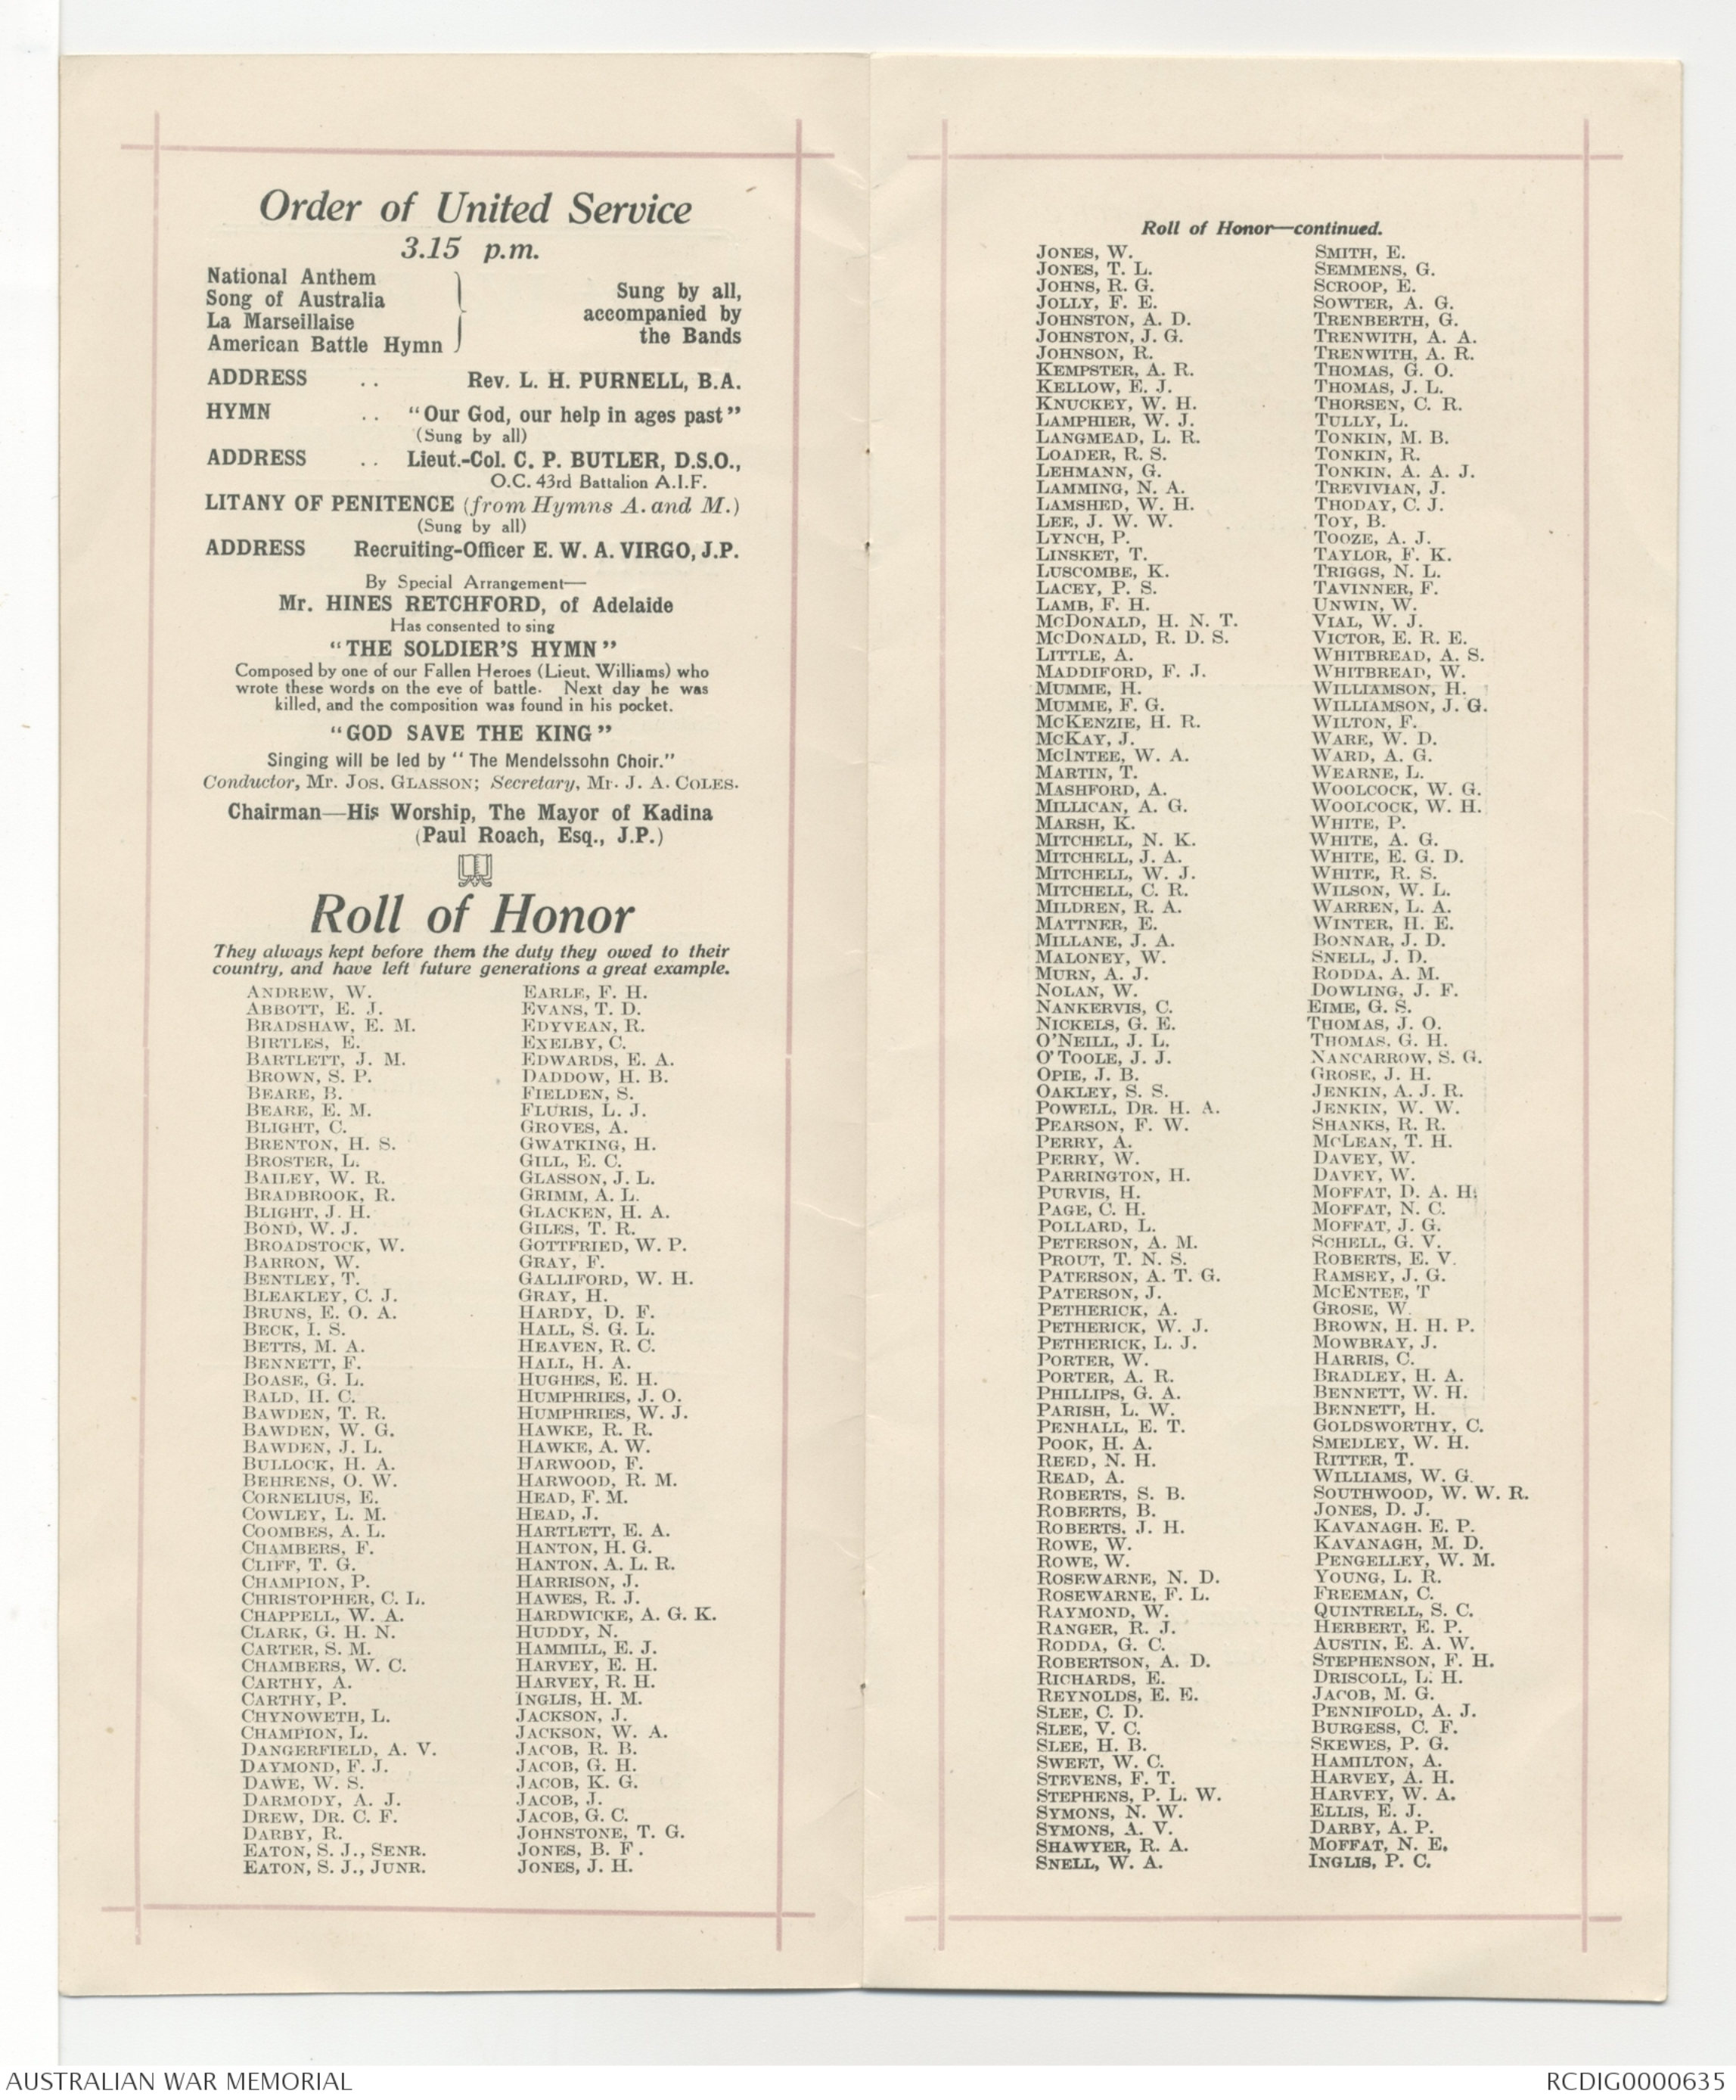 Order of United Service
3.15 p.m.
National Anthem
Song of Australia
La Marseillaise
American Battle Hymn
Sung by all,
accompanied by
the Bands
ADDRESS .. Rev. L. H. PURNELL, B.A.
HYMN .. "Our God, our help in ages past"
(Sung by all)
ADDRESS .. Lieut.-Col. C. P. BUTLER, D.S.O.,
O.C. 43rd Battalion A.I.F.
LITANY OF PENITENCE (from Hymns A. and M.)
(Sung by all)
ADDRESS Recruiting-Officer E. W. A. VIRGO, J.P.
By Special Arrangement—
Mr. HINES RETCHFORD, of Adelaide
Has consented to sing
"THE SOLDIER'S HYMN"
Composed by one of our Fallen Heroes (Lieut. Williams) who
wrote these words on the eve of battle. Next day he was
killed, and the composition was found in his pocket.
"GOD SAVE THE KING"
Singing will be led by "The Mendelssohn Choir."
Conductor, Mr. JOS. GLASSON; Secretary, Mr. J. A. COLES.
Chairman—His Worship, The Mayor of Kadina
(Paul Roach, Esq., J.P.)
Roll of Honor
They always kept before them the duty they owed to their
country, and have left future generations a great example.
ANDREW, W.
ABBOTT, E. J.
BRADSHAW, E. M.
BIRTLES, E.
BARTLETT, J. M.
BROWN, S. P.
BEARE, B.
BEARE, E. M.
BLIGHT, C.
BRENTON, H. S.
BROSTER, L.
BAILEY, W. R.
BRADBROOK, R.
BLIGHT, J. H.
BOND, W. J.
BROADSTOCK, W.
BARRON, W.
BENTLEY, T.
BLEAKLEY, C. J.
BRUNS, E. O. A.
BECK, I. S.
BETTS, M. A.
BENNETT, F.
BOASE, G. L.
BALD, H. C.
BAWDEN, T. R.
BAWDEN, W. G.
BAWDEN, J. L.
BULLOCK, H. A.
BEHRENS, O. W.
CORNELIUS, E.
COWLEY, L. M.
COOMBES, A. L.
CHAMBERS, F.
CLIFF, T. G.
CHAMPION, P.
CHRISTOPHER, C. L.
CHAPPELL, W. A.
CLARK, G. H. N.
CARTER, S. M.
CHAMBERS, W. C.
CARTHY, A.
CARTHY, P.
CHYNOWETH, L.
CHAMPION, L.
DANGERFIELD, A. V.
DAYMOND, F. J.
DAWE, W. S.
DARMODY, A. J.
DREW, DR. C. F.
DARBY, R.
EATON, S. J., SENR.
EATON, S. J., JUNR.
EARLE, F. H.
EVANS, T. D.
EDYVEAN, R.
EXELBY, C.
EDWARDS, E. A.
DADDOW, H. B.
FIELDEN, S.
FLURIS, L. J.
GROVES, A.
GWATKING, H.
GILL, E. C.
GLASSON, J. L.
GRIMM, A. L.
GLACKEN, H. A.
GILES, T. R.
GOTTFRIED, W. P.
GRAY, F.
GALLIFORD, W. H.
GRAY, H.
HARDY, D. F.
HALL, S. G. L.
HEAVEN, R. C.
HALL, H. A.
HUGHES, E. H.
HUMPHRIES, J. O.
HUMPHRIES, W. J.
HAWKE, R. R.
HAWKE, A. W.
HARWOOD, F.
HARWOOD, R. M.
HEAD, F. M.
HEAD, J.
HARTLETT, E. A.
HANTON, H. G.
HANTON, A. L. R.
HARRISON, J.
HAWES, R. J.
HARDWICKE, A. G. K.
HUDDY, N.
HAMMILL, E. J.
HARVEY, E. H.
HARVEY, R. H.
INGLIS, H. M.
JACKSON, J.
JACKSON, W. A.
JACOB, R. B.
JACOB, G. H.
JACOB, K. G.
JACOB, J.
JACOB, G. C.
JOHNSTONE, T. G.
JONES, B. F.
JONES, J. H.
Roll of Honor—continued.
JONES, W.
JONES, T. L.
JOHNS, R. G.
JOLLY, F. E.
JOHNSTON, A. D.
JOHNSTON, J. G.
JOHNSON, R.
KEMPSTER, A. R.
KELLOW, E. J.
KNUCKEY, W. H.
LAMPHIER, W. J.
LANGMEAD, L. R.
LOADER, R. S.
LEHMANN, G.
LAMMING, N. A.
LAMSHED, W. H.
LEE, J. W. W.
LYNCH, P.
LINSKET, T.
LUSCOMBE, K.
LACEY, P. S.
LAMB, F. H.
MCDONALD, H. N. T.
MCDONALD, R. D. S.
LITTLE, A.
MADDIFORD, F. J.
MUMME, H.
MUMME, F. G.
MCKENZIE, H. R.
MCKAY, J.
MCINTEE, W. A.
MARTIN, T.
MASHFORD, A.
MILLICAN, A. G.
MARSH, K.
MITCHELL, N. K.
MITCHELL, J. A.
MITCHELL, W. J.
MITCHELL, C. R.
MILDREN, R. A.
MATTNER, E.
MILLANE, J. A.
MALONEY, W.
MURN, A. J.
NOLAN, W.
NANKERVIS, C.
NICKELS, G. E.
O'NEILL, J. L.
O'TOOLE, J. J.
OPIE, J. B.
OAKLEY, S. S.
POWELL, DR. H. A.
PEARSON, F. W.
PERRY, A.
PERRY, W.
PARRINGTON, H.
PURVIS, H.
PAGE, C. H.
POLLARD, L.
PETERSON, A. M.
PROUT, T. N. S.
PATERSON, A. T. G.
PATERSON, J.
PETHERICK, A.
PETHERICK, W. J.
PETHERICK, L. J.
PORTER, W.
PORTER, A. R.
PHILLIPS, G. A.
PARISH, L. W.
PENHALL, E. T.
POOK, H. A.
REED, N. H.
READ, A.
ROBERTS, S. B.
ROBERTS, B.
ROBERTS. J. H.
ROWE, W.
ROWE, W.
ROSEWARNE, N. D.
ROSEWARNE, F. L.
RAYMOND, W.
RANGER, R. J.
RODDA, G. C.
ROBERTSON, A. D.
RICHARDS, E.
REYNOLDS, E. E.
SLEE, C. D.
SLEE, V. C.
SLEE, H. B.
SWEET, W. C.
STEVENS, F. T.
STEPHENS, P. L. W.
SYMONS, N. W.
SYMONS, A. V.
SHAWYER, R. A.
SNELL, W. A.
SMITH, E.
SEMMENS, G.
SCROOP, E.
SOWTER, A. G.
TRENBERTH, G.
TRENWITH, A. A.
TRENWITH, A. R.
THOMAS, G. O.
THOMAS, J. L.
THORSEN, C. R.
TULLY, L.
TONKIN, M. B.
TONKIN, R.
TONKIN, A. A. J.
TREVIVIAN, J.
THODAY, C. J.
TOY, B.
TOOZE, A. J.
TAYLOR, F. K.
TRIGGS, N. L.
TAVINNER, F.
UNWIN, W.
VIAL, W. J.
VICTOR, E. R. E.
WHITBREAD, A. S.
WHITBREAD, W.
WILLIAMSON, H.
WILLIAMSON, J. G.
WILTON, F.
WARE, W. D.
WARD, A. G.
WEARNE, L.
WOOLCOCK, W. G.
WOOLCOCK, W. H.
WHITE, P.
WHITE, A. G.
WHITE, E. G. D.
WHITE, R. S.
WILSON, W. L.
WARREN, L. A.
WINTER, H. E.
BONNAR, J. D.
SNELL, J. D.
RODDA, A. M.
DOWLING, J. F.
EIME, G. S.
THOMAS, J. O.
THOMAS, G. H.
NANCARROW, S. G.
GROSE, J. H.
JENKIN, A. J. R.
JENKIN, W. W.
SHANKS, R. R.
MCLEAN, T. H.
DAVEY, W.
DAVEY, W.
MOFFAT, D. A. H.
MOFFAT, N. C.
MOFFAT, J. G.
SCHELL, G. V.
ROBERTS, E. V.
RAMSEY, J. G.
MCENTEE, T
GROSE, W.
BROWN, H. H. P.
MOWBRAY, J.
HARRIS, C.
BRADLEY, H. A.
BENNETT, W. H.
BENNETT, H.
GOLDSWORTHY, C.
SMEDLEY, W. H.
RITTER, T.
WILLIAMS, W. G.
SOUTHWOOD, W. W. R.
JONES, D. J.
KAVANAGH. E. P.
KAVANAGH, M. D.
PENGELLEY, W. M.
YOUNG, L. R.
FREEMAN, C.
QUINTRELL, S. C.
HERBERT, E. P.
AUSTIN, E. A. W.
STEPHENSON, F. H.
DRISCOLL, L. H.
JACOB, M. G.
PENNIFOLD, A. J.
BURGESS, C. F.
SKEWES, P. G.
HAMILTON, A.
HARVEY, A. H.
HARVEY, W. A.
ELLIS, E. J.
DARBY, A. P.
MOFFAT, N. E.
INGLIS, P. C.
AUSTRALIAN WAR MEMORIAL
RCDIG0000635